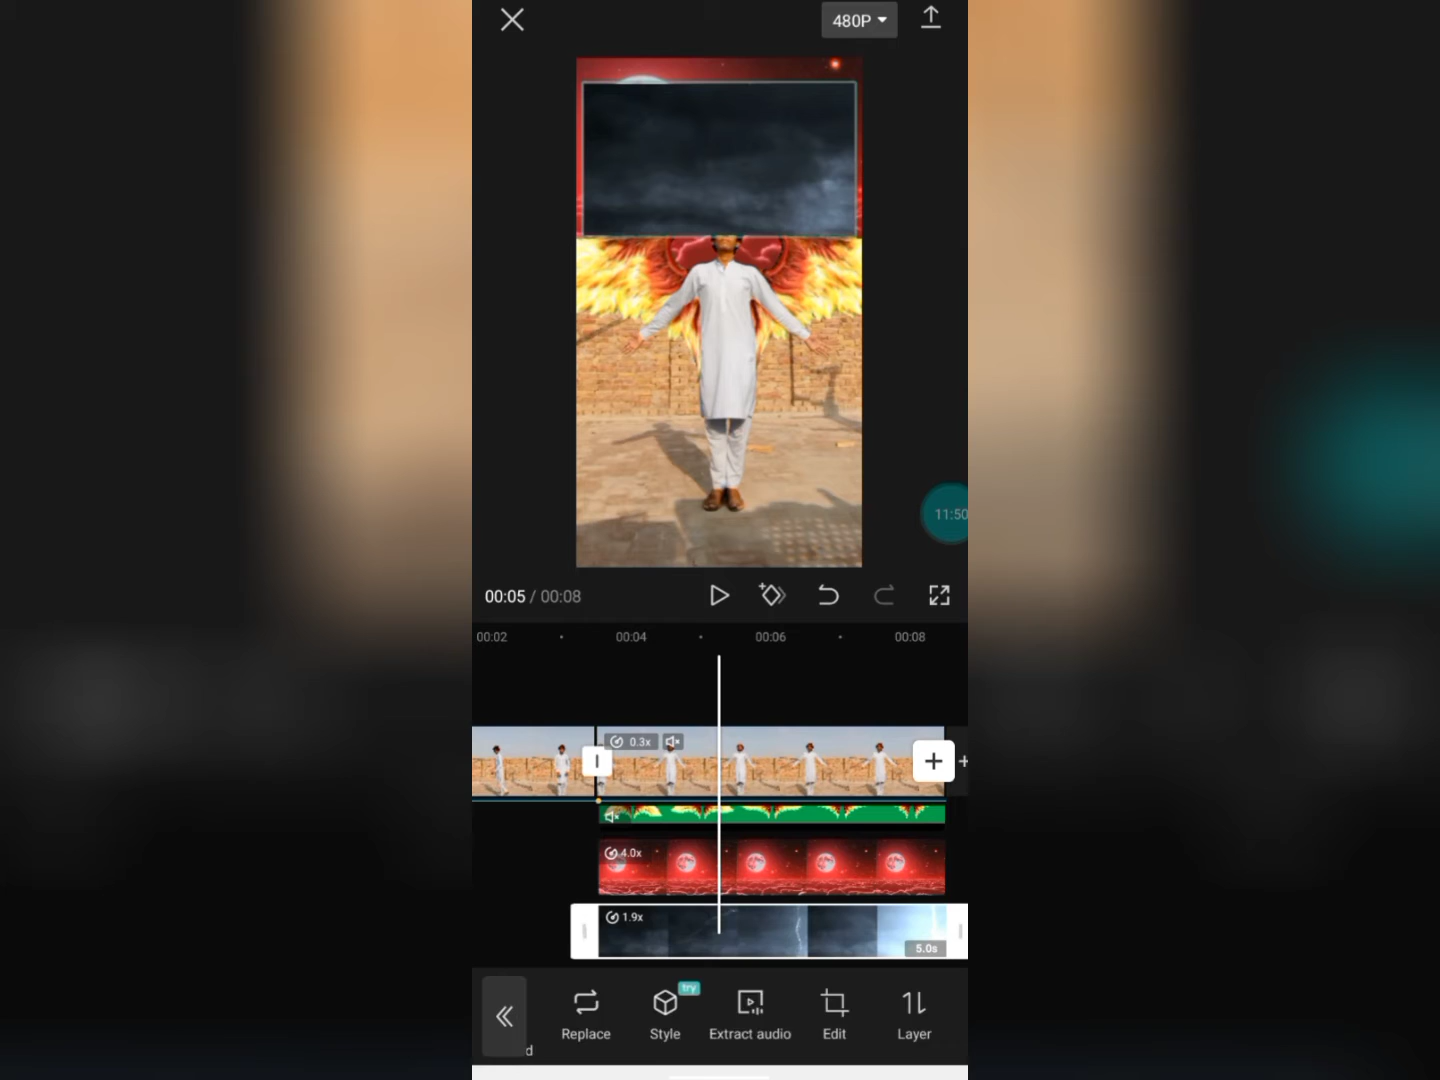 480P
11:50
00:05 / 00:08
00:02
00:04
00:06
00:08
0.3x
4.0x
1.9x
5.0s
try
d
Replace
Style
Extract audio
Edit
Layer